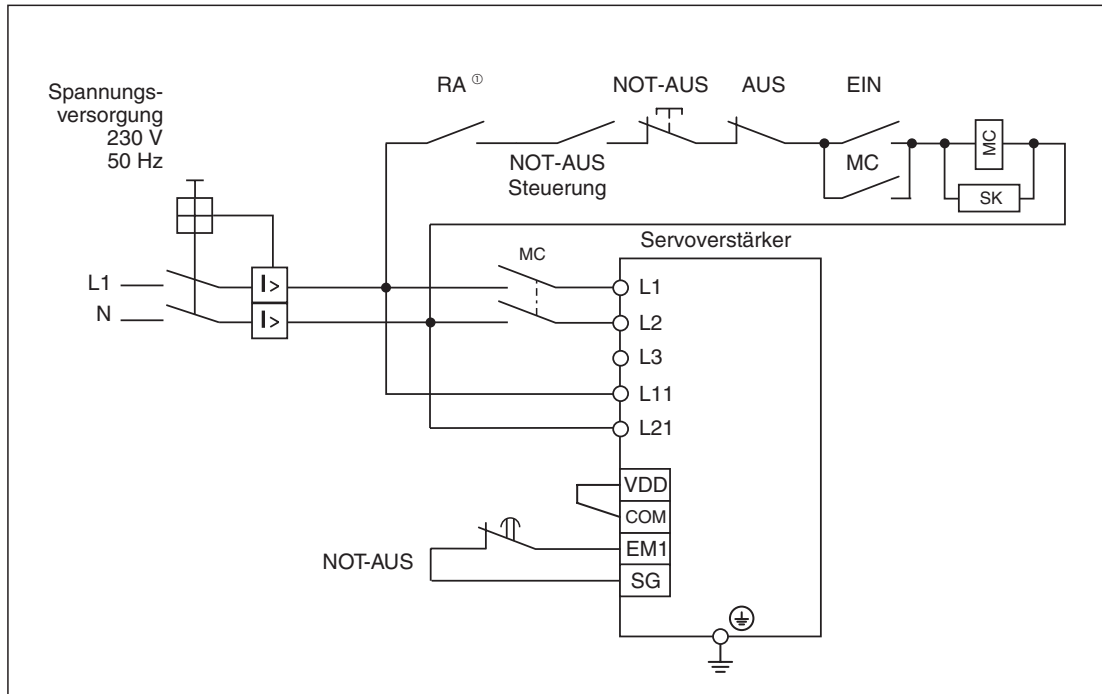 Spannungs-
versorgung
230 V
50 Hz
RA ①
NOT-AUS
AUS
EIN
NOT-AUS
Steuerung
MC
MC
SK
Servoverstärker
MC
L1
N
I>
I>
L1
L2
L3
L11
L21
VDD
COM
EM1
SG
NOT-AUS